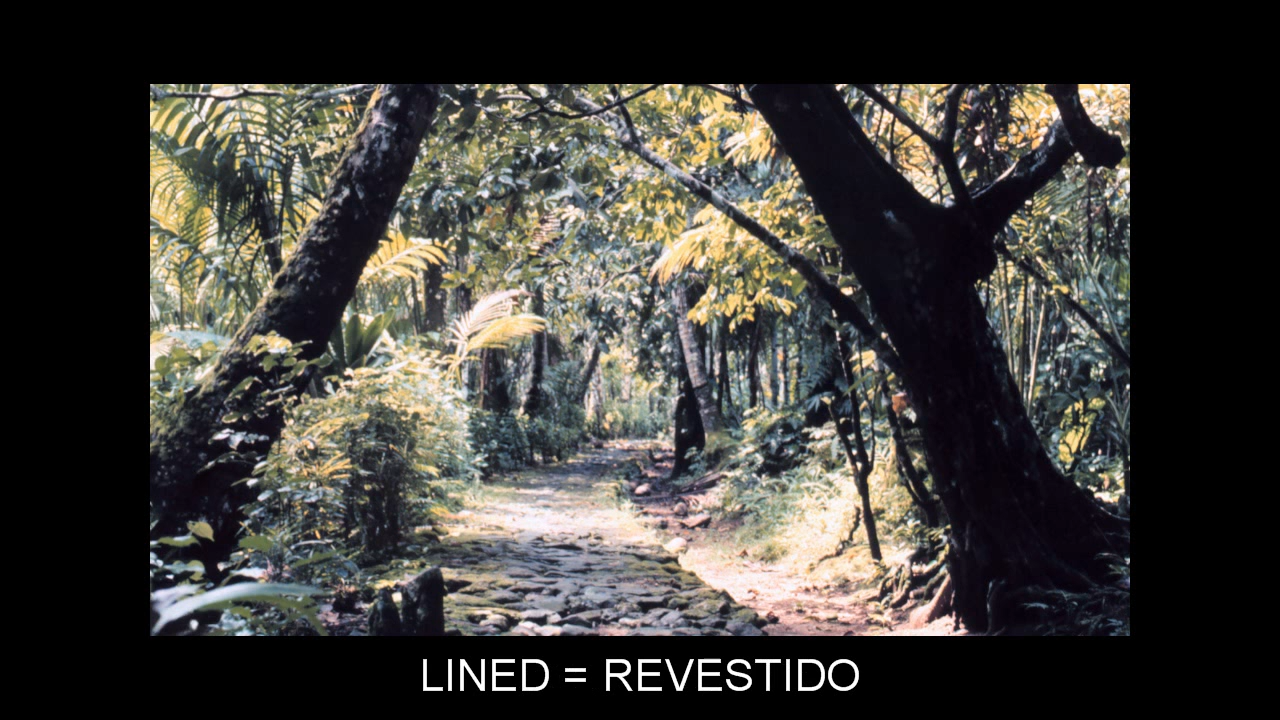 LINED = REVESTIDO